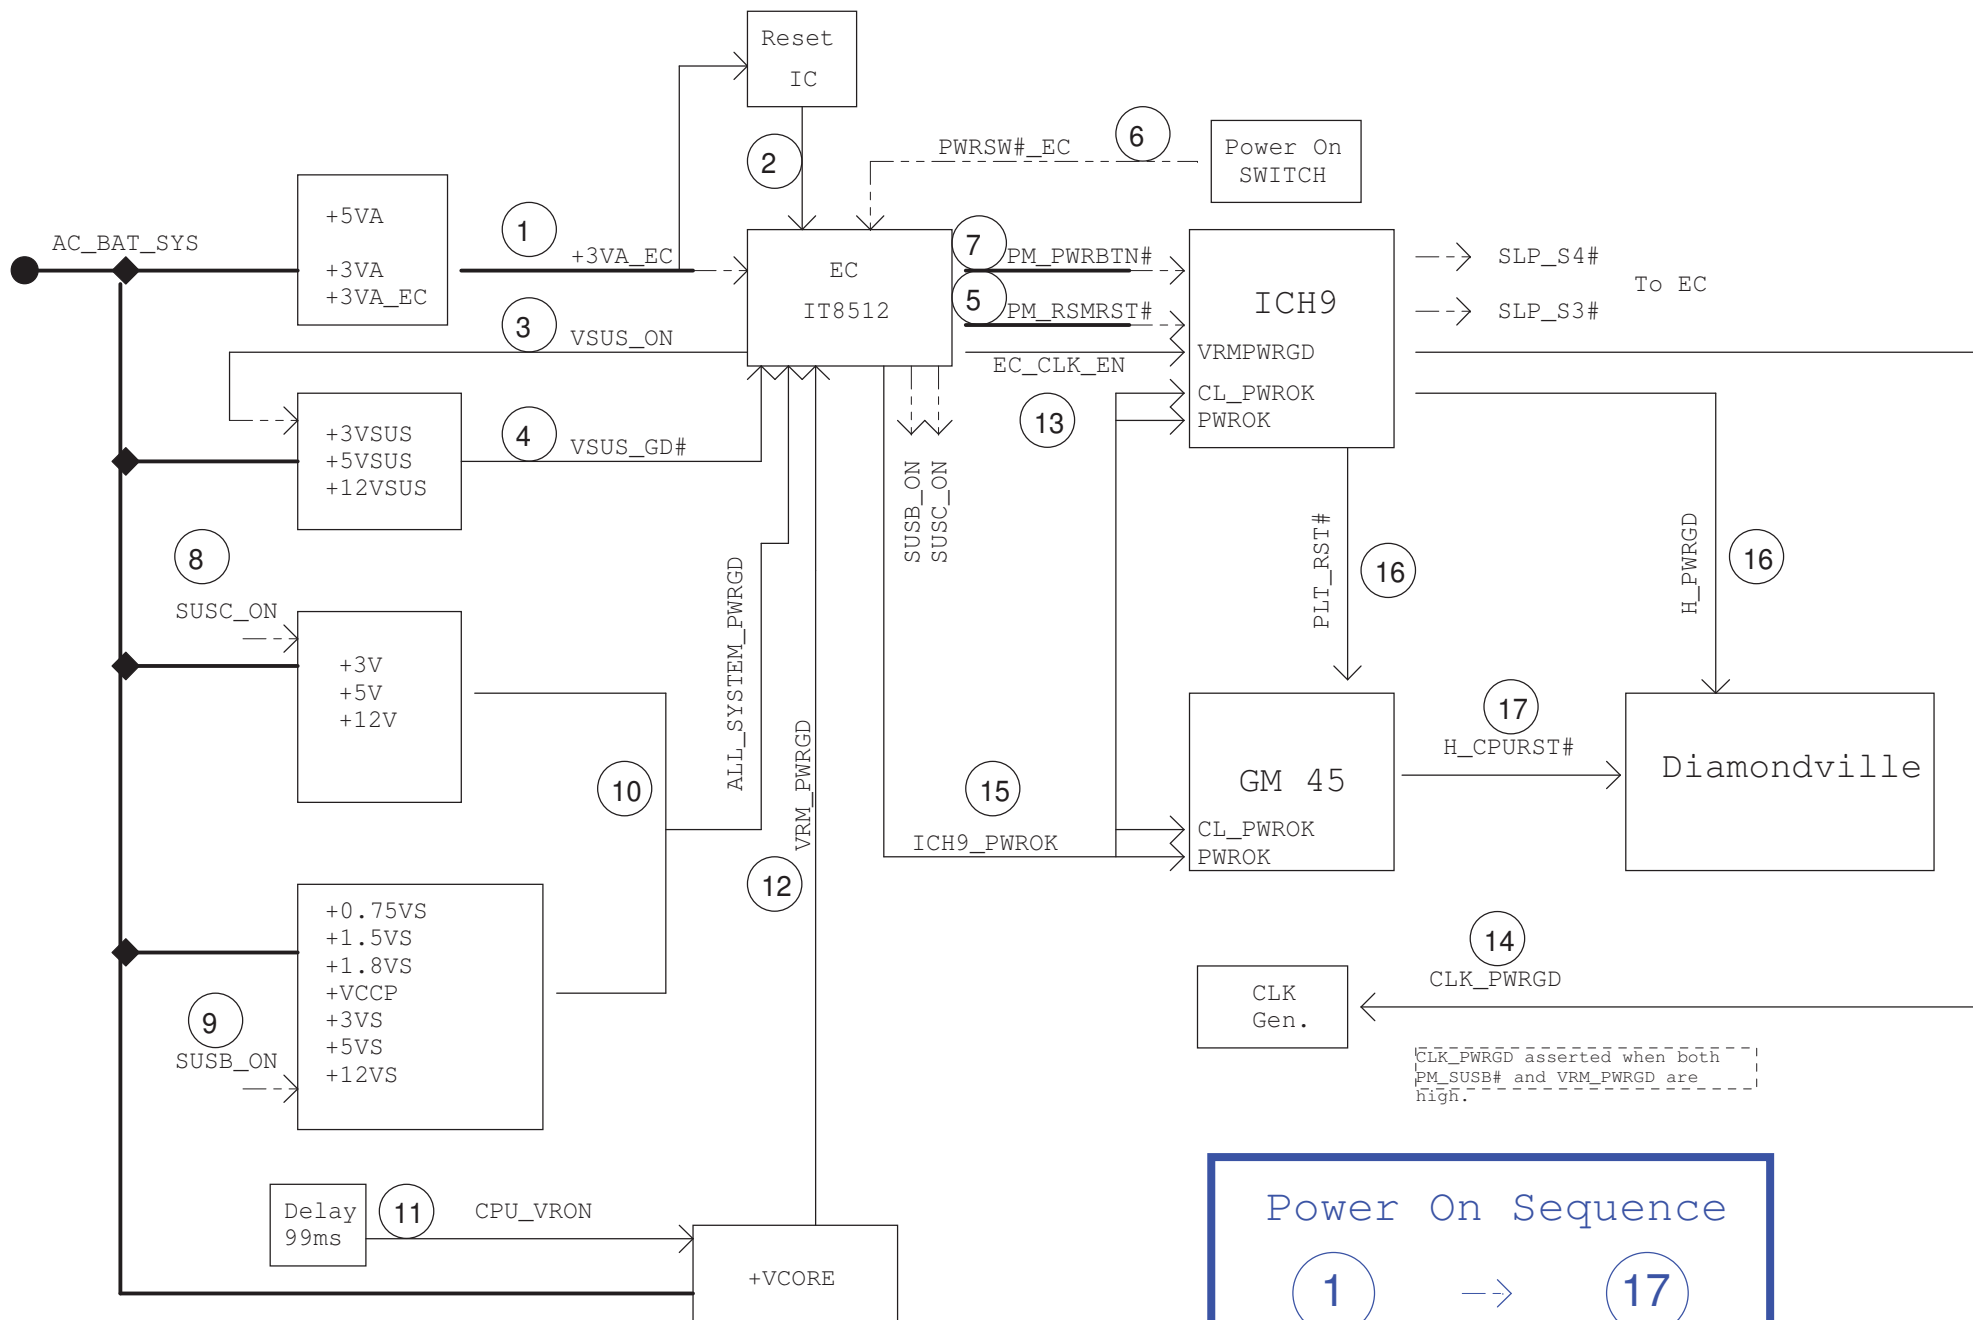 Reset
IC
2
PWRSW#_EC
6
Power On
SWITCH
AC_BAT_SYS
+5VA
+3VA
+3VA_EC
1
+3VA_EC
EC
IT8512
7
PM_PWRBTN#
5
PM_RSMRST#
EC_CLK_EN
13
ICH9
VRMPWRGD
CL_PWROK
PWROK
SLP_S4#
SLP_S3#
To EC
3
VSUS_ON
+3VSUS
+5VSUS
+12VSUS
4
VSUS_GD#
SUSB_ON
SUSC_ON
8
SUSC_ON
+3V
+5V
+12V
10
ALL_SYSTEM_PWRGD
VRM_PWRGD
12
PLT_RST#
16
H_PWRGD
16
15
ICH9_PWROK
GM 45
CL_PWROK
PWROK
17
H_CPURST#
Diamondville
+0.75VS
+1.5VS
+1.8VS
+VCCP
+3VS
+5VS
+12VS
9
SUSB_ON
14
CLK_PWRGD
CLK
Gen.
CLK_PWRGD asserted when both
PM_SUSB# and VRM_PWRGD are
high.
Delay
99ms
11
CPU_VRON
+VCORE
Power On Sequence
1
17